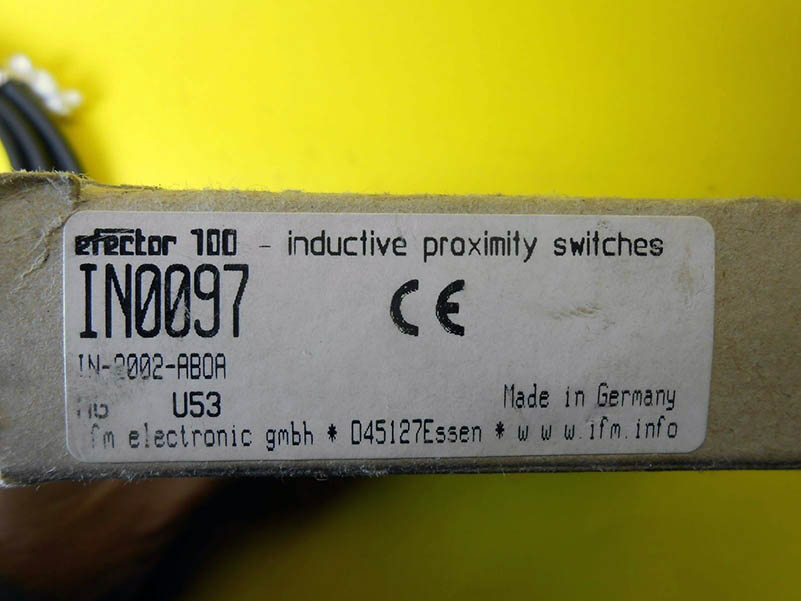 efector 100 - inductive proximity switches
IN0097
CE
IN-2002-ABOA
Made in Germany
U53
ifm electronic gmbh * D45127Essen * www.ifm.info